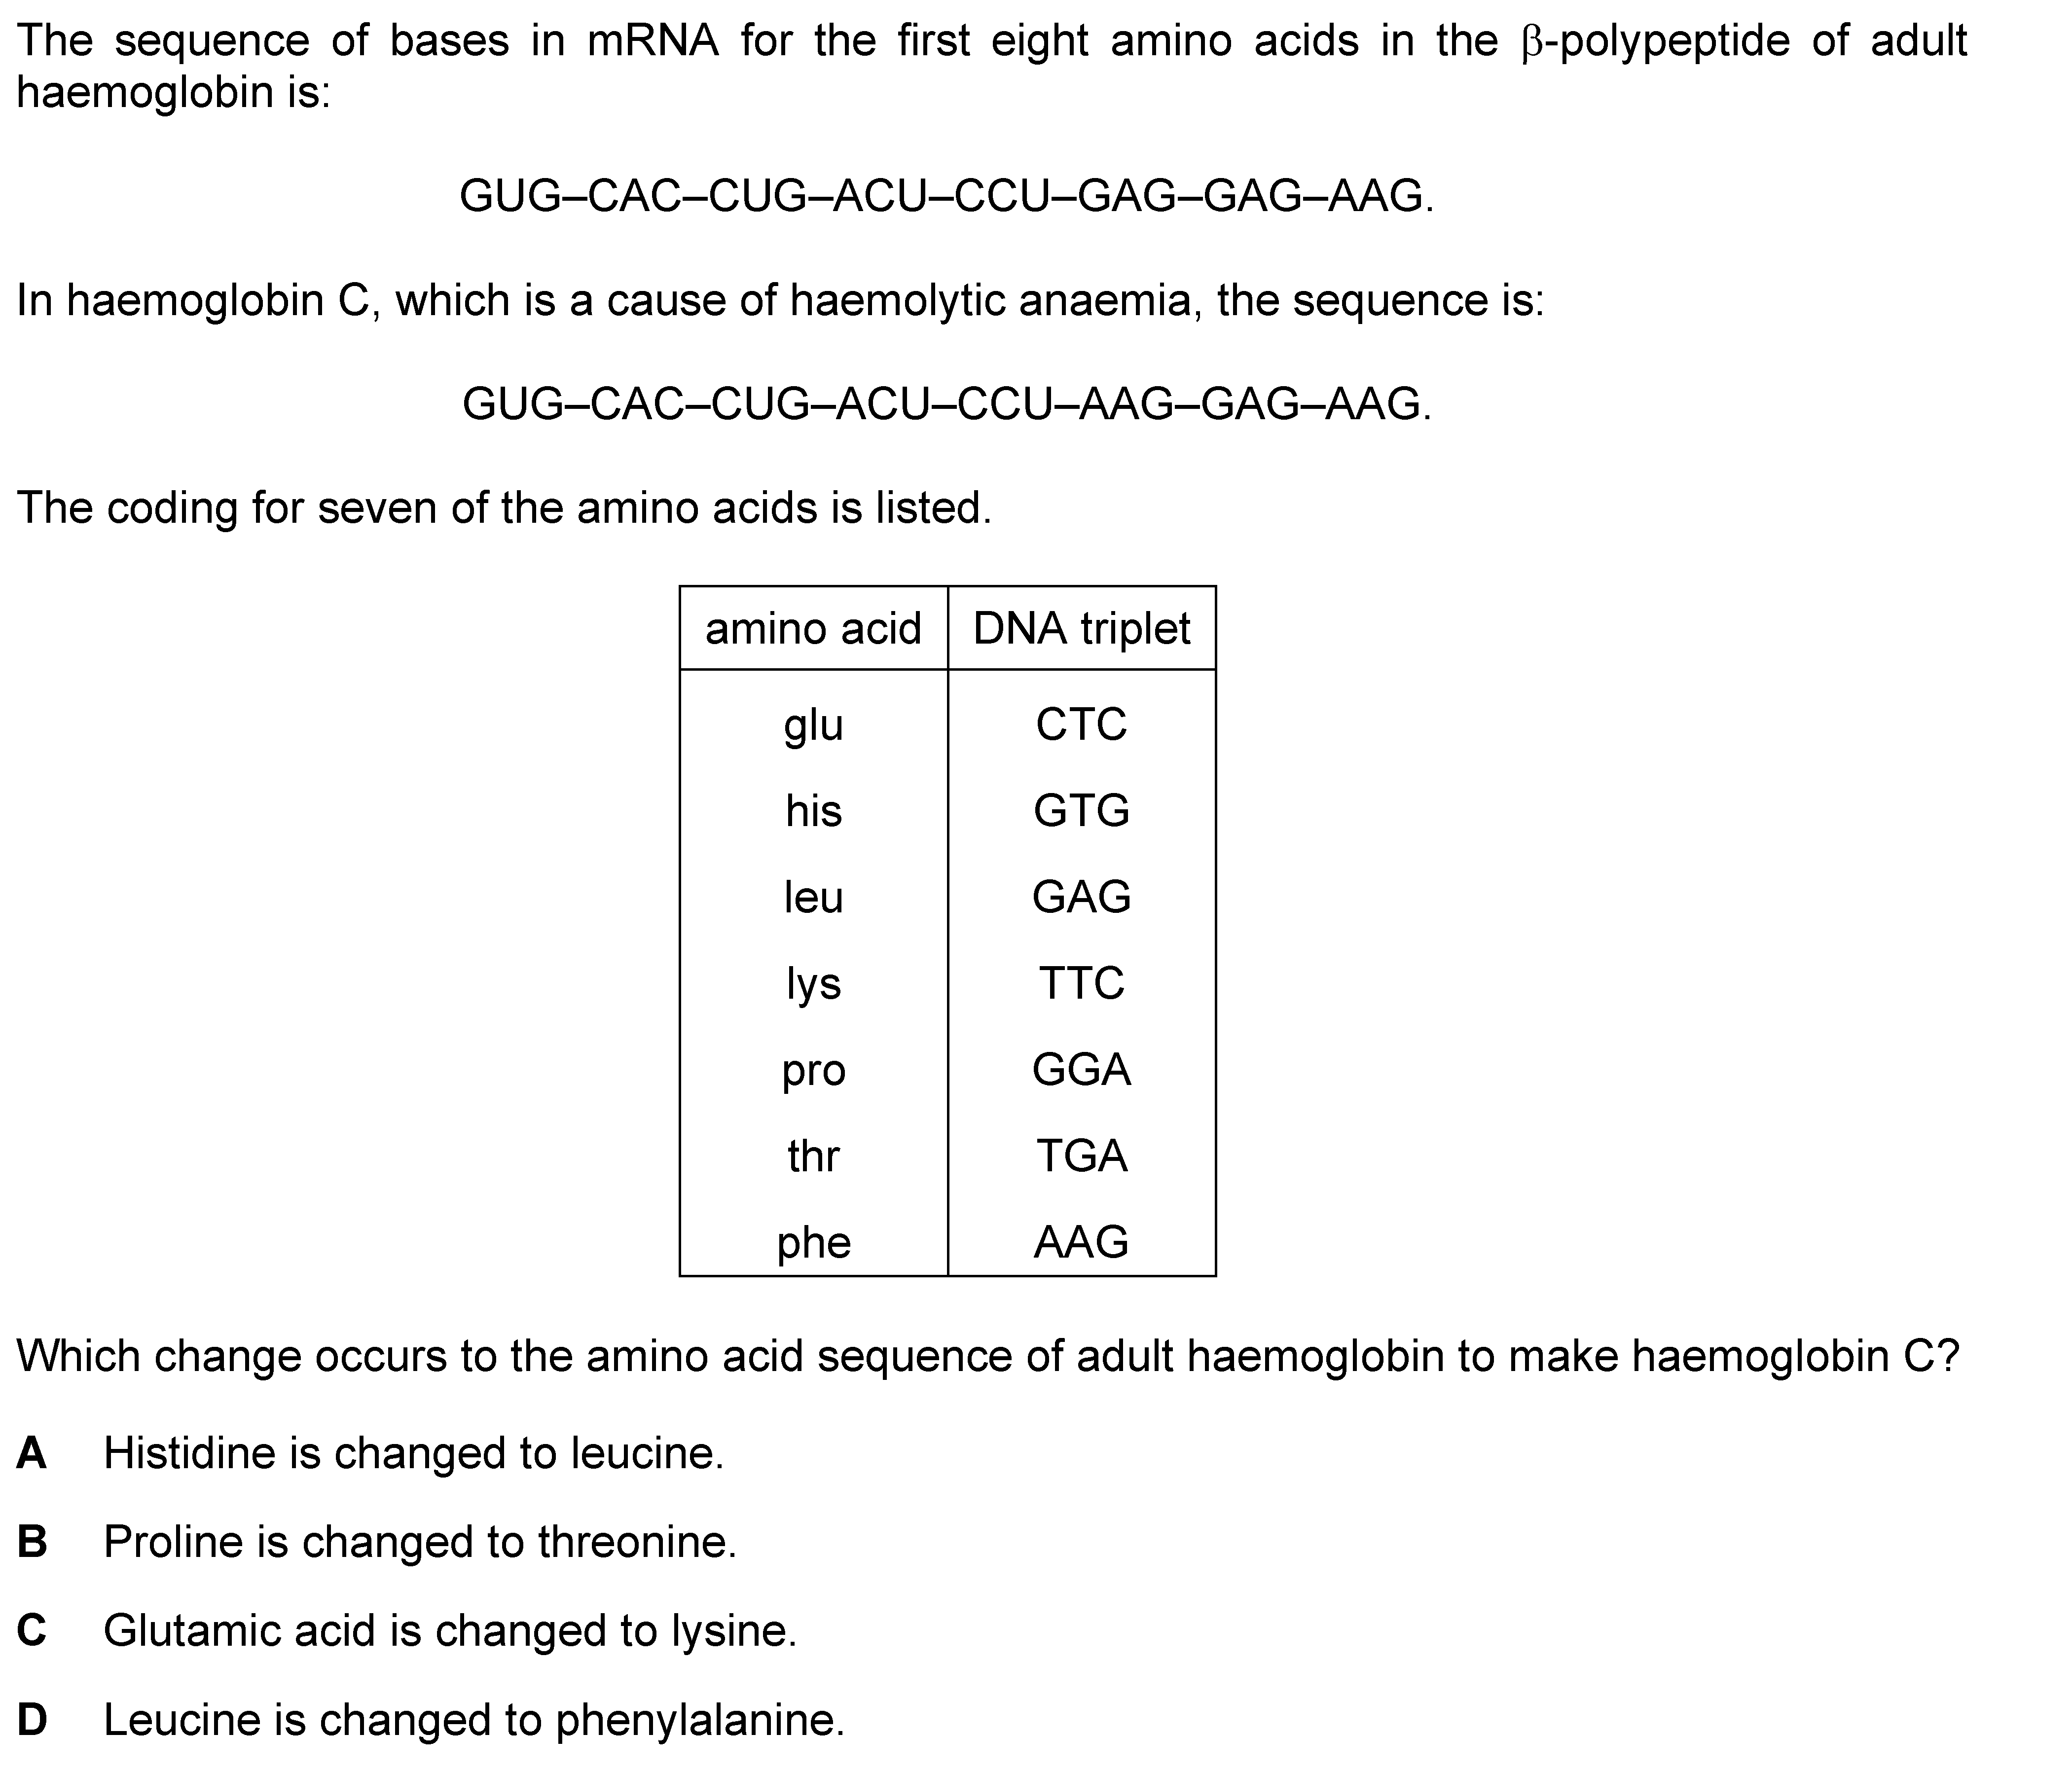 The sequence of bases in mRNA for the first eight amino acids in the β-polypeptide of adult
haemoglobin is:
GUG–CAC–CUG–ACU–CCU–GAG–GAG–AAG.
In haemoglobin C, which is a cause of haemolytic anaemia, the sequence is:
GUG–CAC–CUG–ACU–CCU–AAG–GAG–AAG.
The coding for seven of the amino acids is listed.
amino acid DNA triplet
glu CTC
his GTG
leu GAG
lys TTC
pro GGA
thr TGA
phe AAG
Which change occurs to the amino acid sequence of adult haemoglobin to make haemoglobin C?
A Histidine is changed to leucine.
B Proline is changed to threonine.
C Glutamic acid is changed to lysine.
D Leucine is changed to phenylalanine.